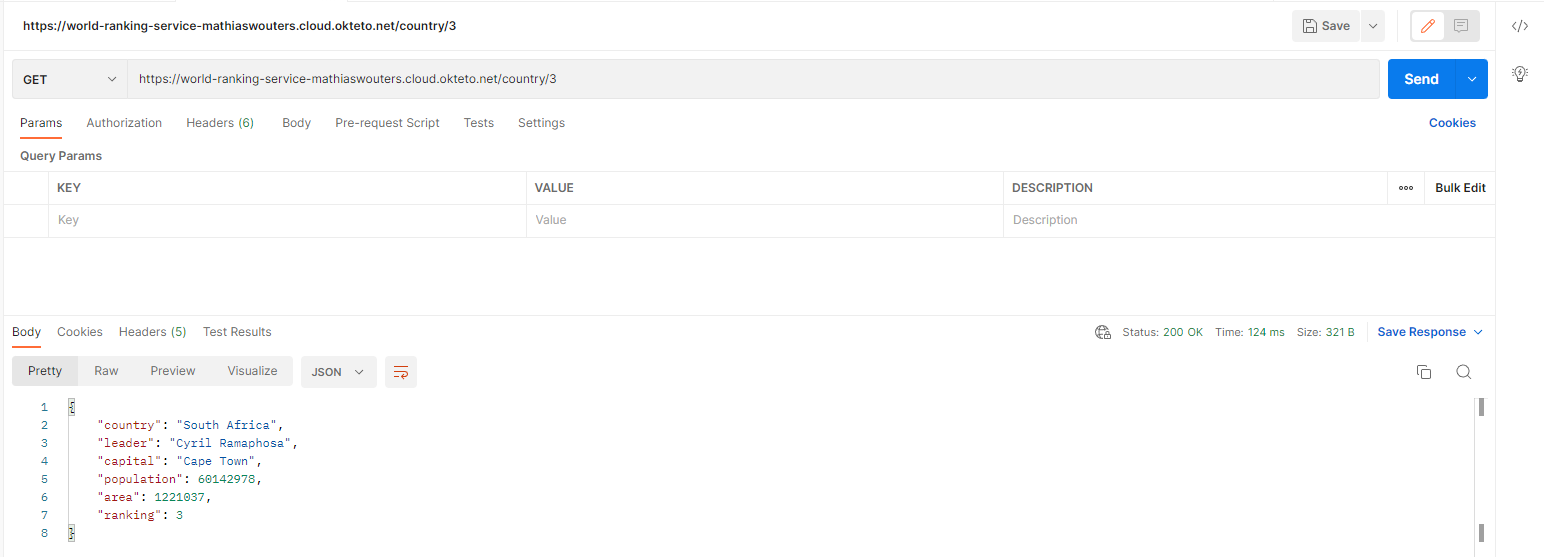 https://world-ranking-service-mathiaswouters.cloud.okteto.net/country/3
Save
GET
https://world-ranking-service-mathiaswouters.cloud.okteto.net/country/3
Send
Params Authorization Headers (6) Body Pre-request Script Tests Settings Cookies
Query Params
KEY VALUE DESCRIPTION Bulk Edit
Key Value Description
Body Cookies Headers (5) Test Results Status: 200 OK Time: 124 ms Size: 321 B Save Response
Pretty Raw Preview Visualize JSON
1 {
2 "country": "South Africa",
3 "leader": "Cyril Ramaphosa",
4 "capital": "Cape Town",
5 "population": 60142978,
6 "area": 1221037,
7 "ranking": 3
8 }